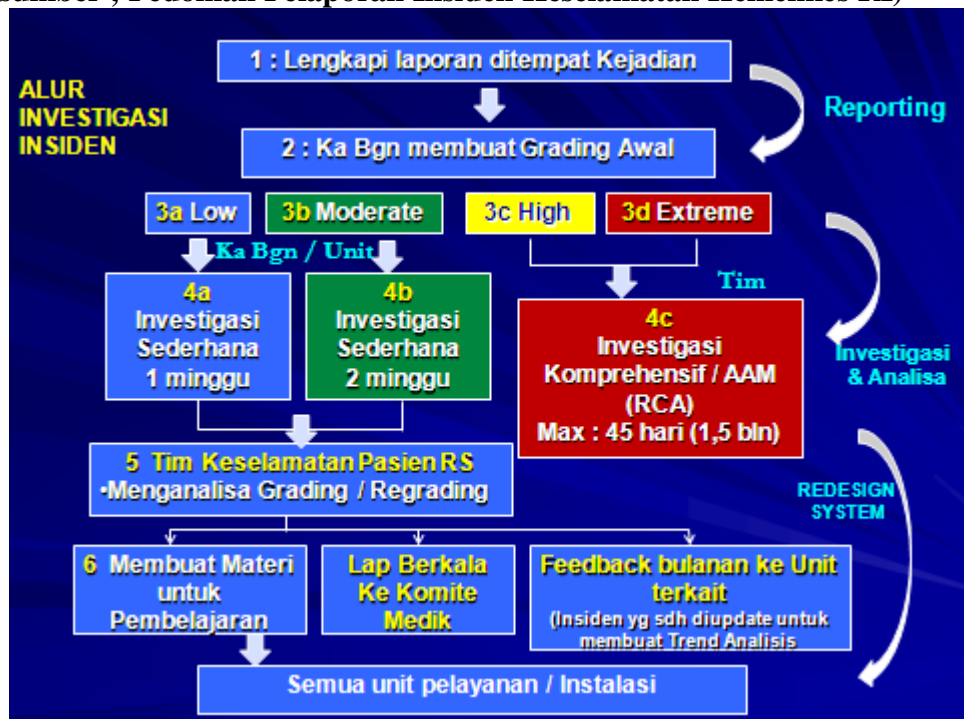 1 : Lengkapi laporan ditempat Kejadian
ALUR
INVESTIGASI
INSIDEN
Reporting
2 : Ka Bgn membuat Grading Awal
3a Low
3b Moderate
3c High
3d Extreme
Ka Bgn / Unit
Tim
4a
Investigasi
Sederhana
1 minggu
4b
Investigasi
Sederhana
2 minggu
4c
Investigasi
Komprehensif / AAM
(RCA)
Max : 45 hari (1,5 bln)
Investigasi
& Analisa
5 Tim Keselamatan Pasien RS
•Menganalisa Grading / Regrading
REDESIGN
SYSTEM
6 Membuat Materi
untuk
Pembelajaran
Lap Berkala
Ke Komite
Medik
Feedback bulanan ke Unit
terkait
(Insiden yg sdh diupdate untuk
membuat Trend Analisis
Semua unit pelayanan / Instalasi